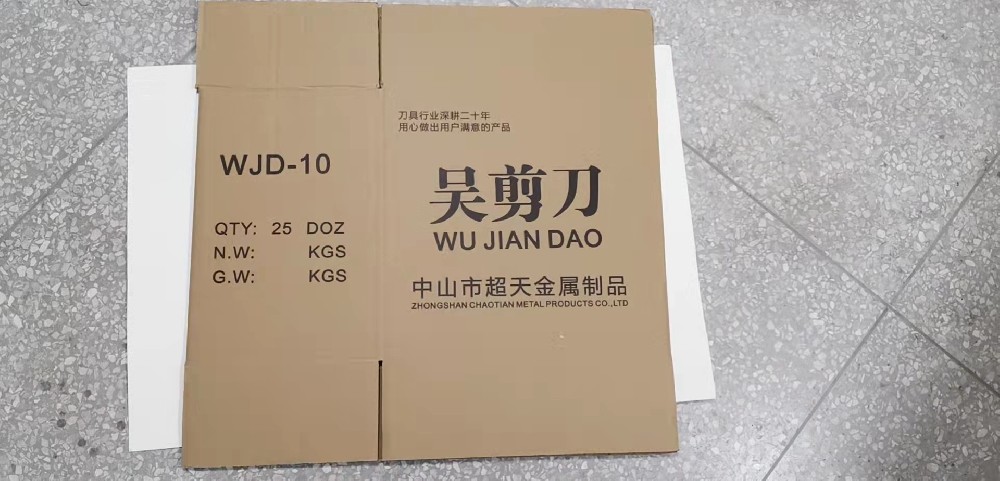 WJD-10
QTY: 25 DOZ
N.W: KGS
G.W: KGS
刀具行业深耕二十年
用心做出用户满意的产品
吴剪刀
WU JIAN DAO
中山市超天金属制品
ZHONGSHAN CHAOTIAN METAL PRODUCTS CO.,LTD